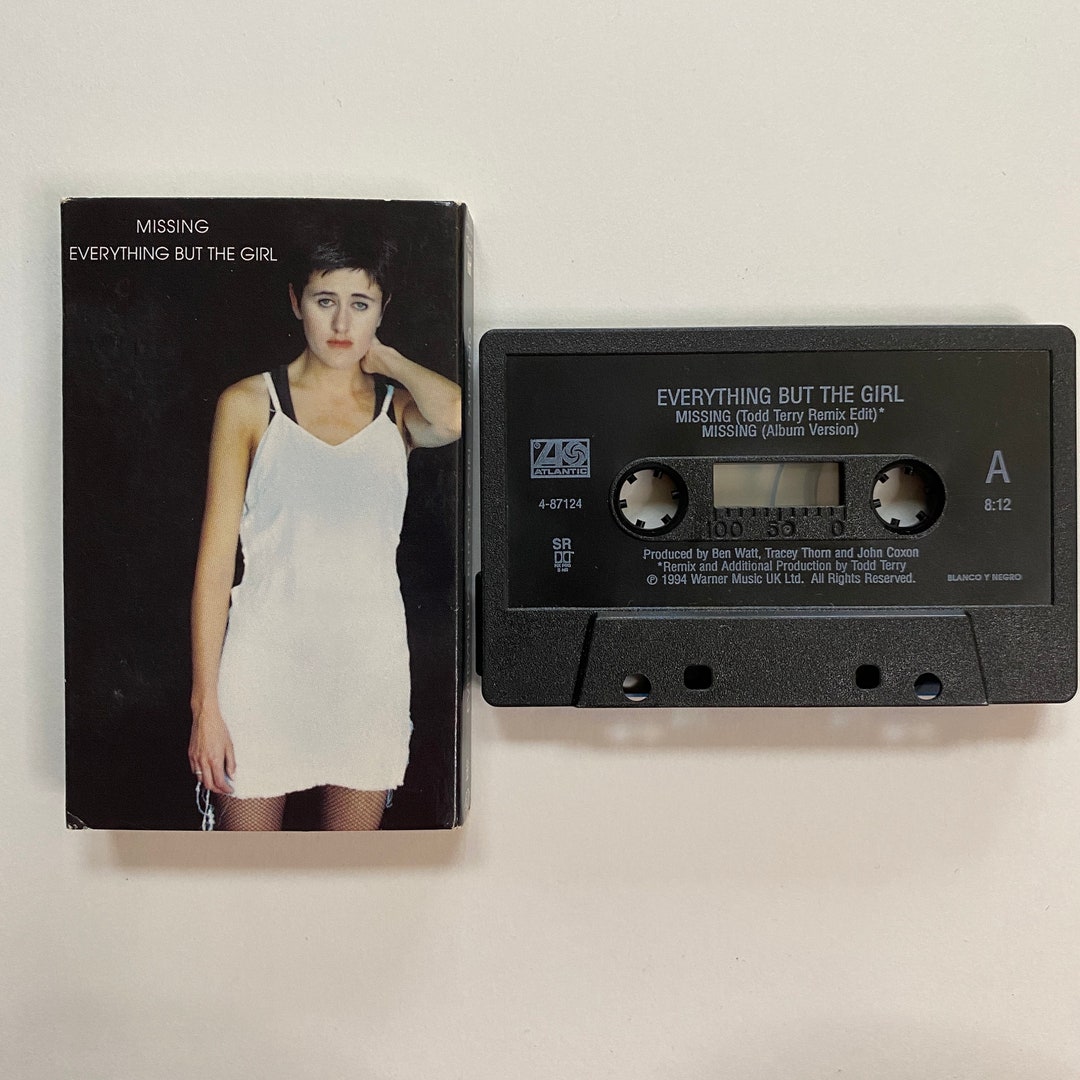 MISSING
EVERYTHING BUT THE GIRL
EVERYTHING BUT THE GIRL
MISSING (Todd Terry Remix Edit)*
MISSING (Album Version)
ATLANTIC
A
4-87124
8:12
100 50 0
SR
Produced by Ben Watt, Tracey Thorn and John Coxon
*Remix and Additional Production by Todd Terry
℗ 1994 Warner Music UK Ltd. All Rights Reserved.
BLANCO Y NEGRO